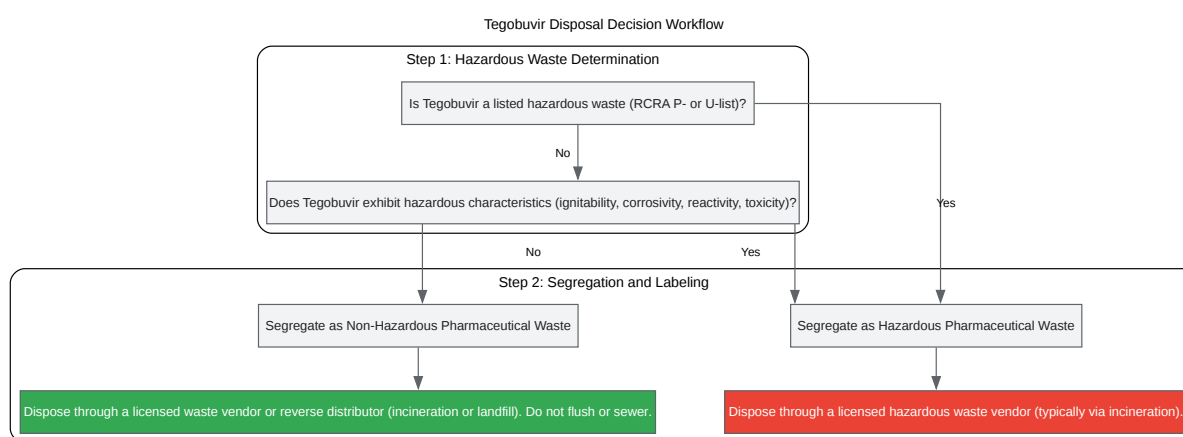 Tegobuvir Disposal Decision Workflow
Step 1: Hazardous Waste Determination
Is Tegobuvir a listed hazardous waste (RCRA P- or U-list)?
No
Does Tegobuvir exhibit hazardous characteristics (ignitability, corrosivity, reactivity, toxicity)?
Yes
No
Yes
Step 2: Segregation and Labeling
Segregate as Non-Hazardous Pharmaceutical Waste
Segregate as Hazardous Pharmaceutical Waste
Dispose through a licensed waste vendor or reverse distributor (incineration or landfill). Do not flush or sewer.
Dispose through a licensed hazardous waste vendor (typically via incineration).